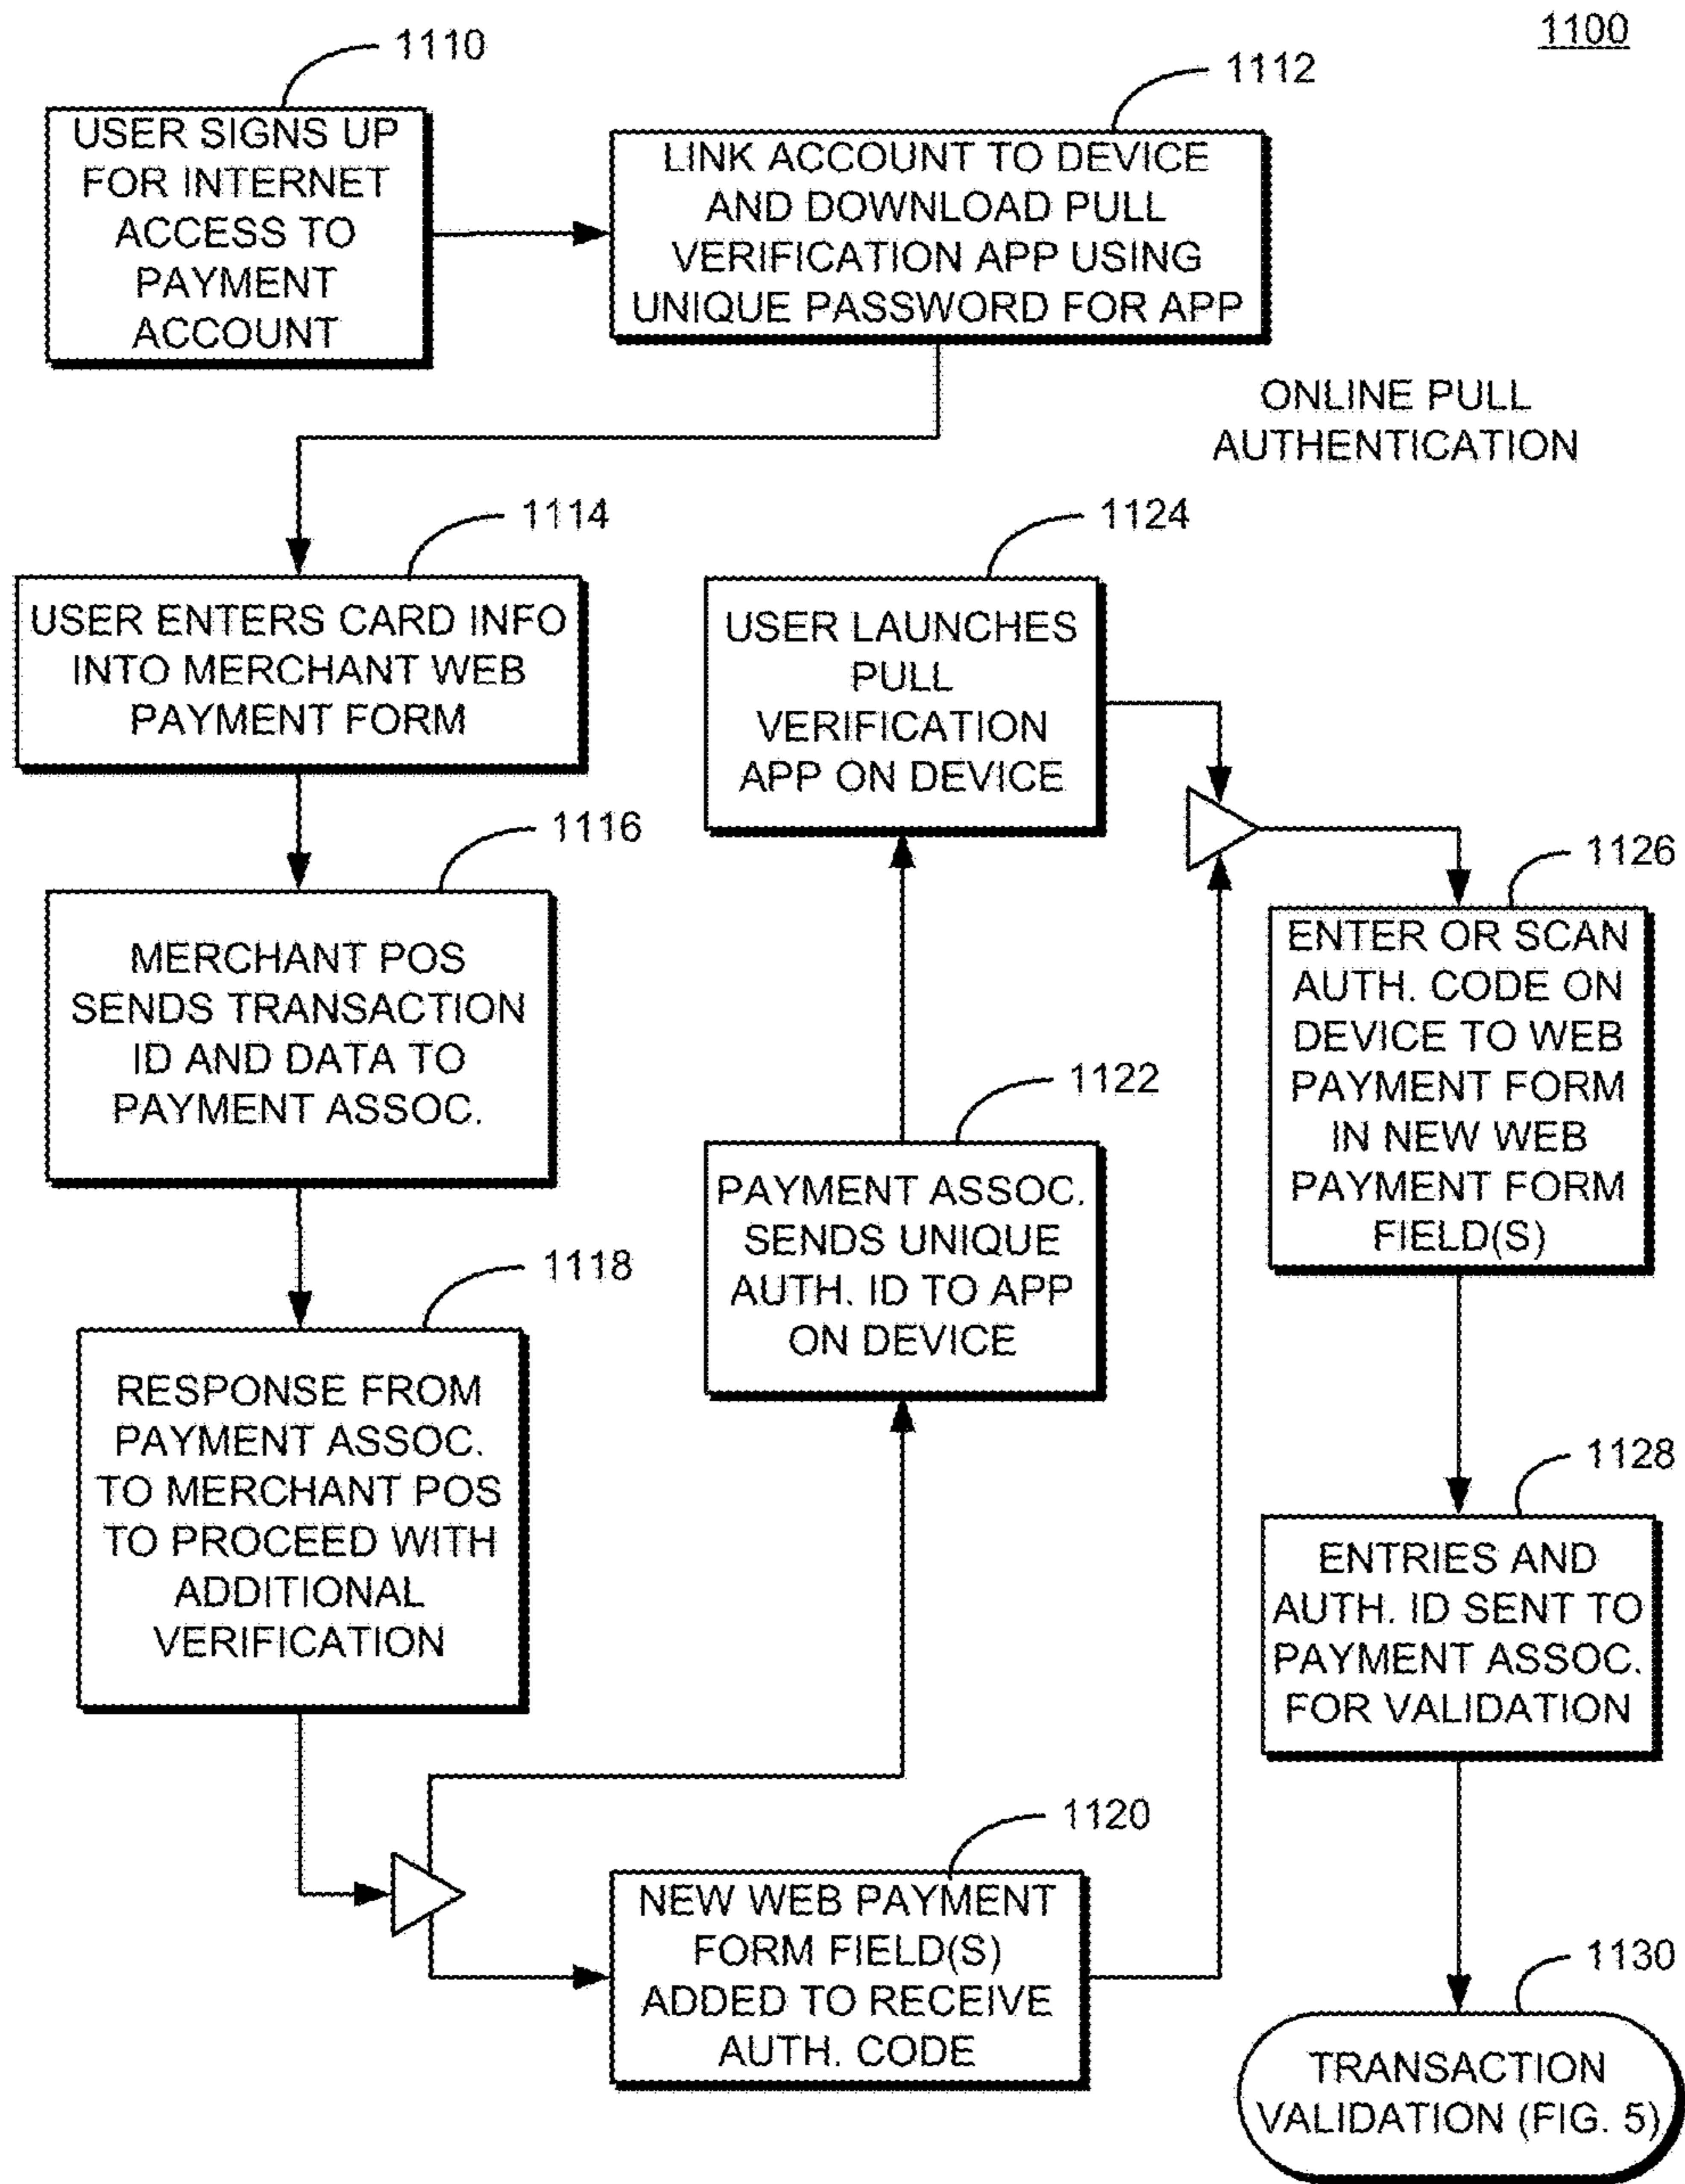 1100
1110
USER SIGNS UP
FOR INTERNET
ACCESS TO
PAYMENT
ACCOUNT
1112
LINK ACCOUNT TO DEVICE
AND DOWNLOAD PULL
VERIFICATION APP USING
UNIQUE PASSWORD FOR APP
ONLINE PULL
AUTHENTICATION
1114
USER ENTERS CARD INFO
INTO MERCHANT WEB
PAYMENT FORM
1116
MERCHANT POS
SENDS TRANSACTION
ID AND DATA TO
PAYMENT ASSOC.
1118
RESPONSE FROM
PAYMENT ASSOC.
TO MERCHANT POS
TO PROCEED WITH
ADDITIONAL
VERIFICATION
1120
NEW WEB PAYMENT
FORM FIELD(S)
ADDED TO RECEIVE
AUTH. CODE
1122
PAYMENT ASSOC.
SENDS UNIQUE
AUTH. ID TO APP
ON DEVICE
1124
USER LAUNCHES
PULL
VERIFICATION
APP ON DEVICE
1126
ENTER OR SCAN
AUTH. CODE ON
DEVICE TO WEB
PAYMENT FORM
IN NEW WEB
PAYMENT FORM
FIELD(S)
1128
ENTRIES AND
AUTH. ID SENT TO
PAYMENT ASSOC.
FOR VALIDATION
1130
TRANSACTION
VALIDATION (FIG. 5)